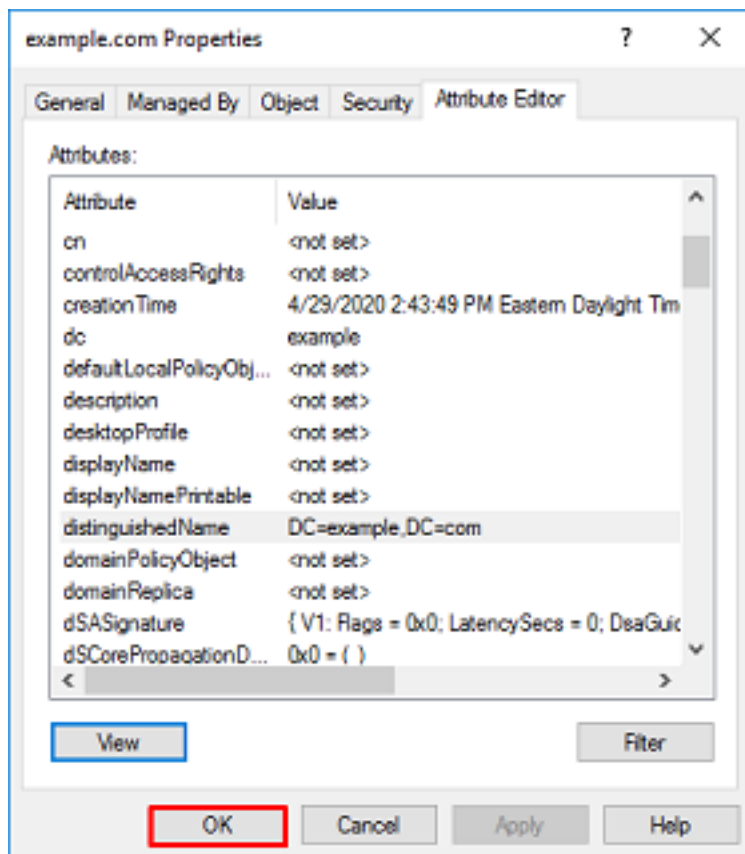 example.com Properties ? ×
General Managed By Object Security Attribute Editor
Attributes:
Attribute Value
cn <not set>
controlAccessRights <not set>
creationTime 4/29/2020 2:43:49 PM Eastern Daylight Tim
dc example
defaultLocalPolicyObj... <not set>
description <not set>
desktopProfile <not set>
displayName <not set>
displayNamePrintable <not set>
distinguishedName DC=example,DC=com
domainPolicyObject <not set>
domainReplica <not set>
dSASignature { V1: Flags = 0x0; LatencySecs = 0; DsaGuid
dSCorePropagationD... 0x0 = ( )
View Filter
OK Cancel Apply Help